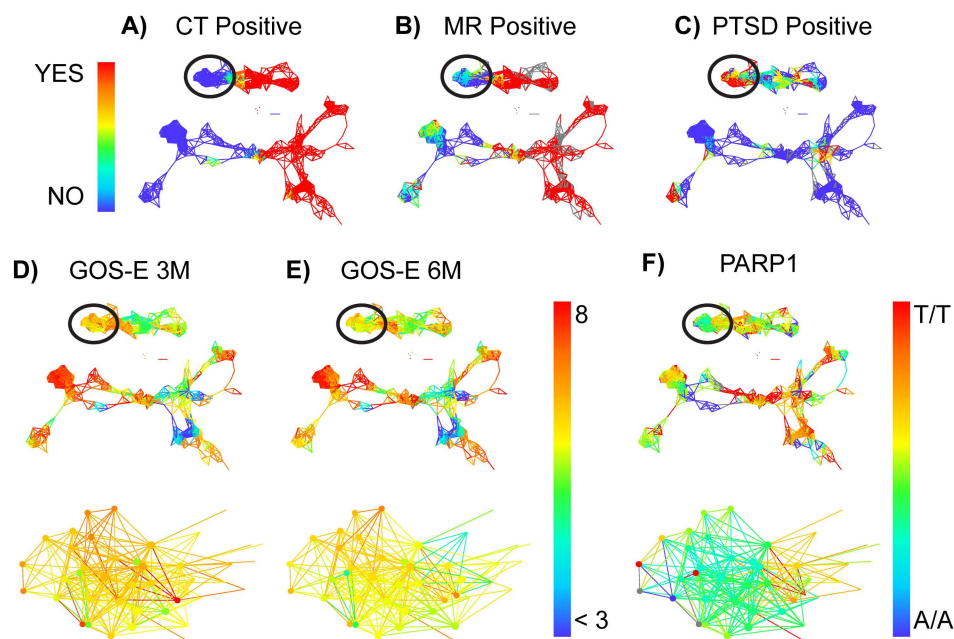 A) CT Positive
B) MR Positive
C) PTSD Positive
YES
NO
D) GOS-E 3M
E) GOS-E 6M
F) PARP1
8
< 3
T/T
A/A